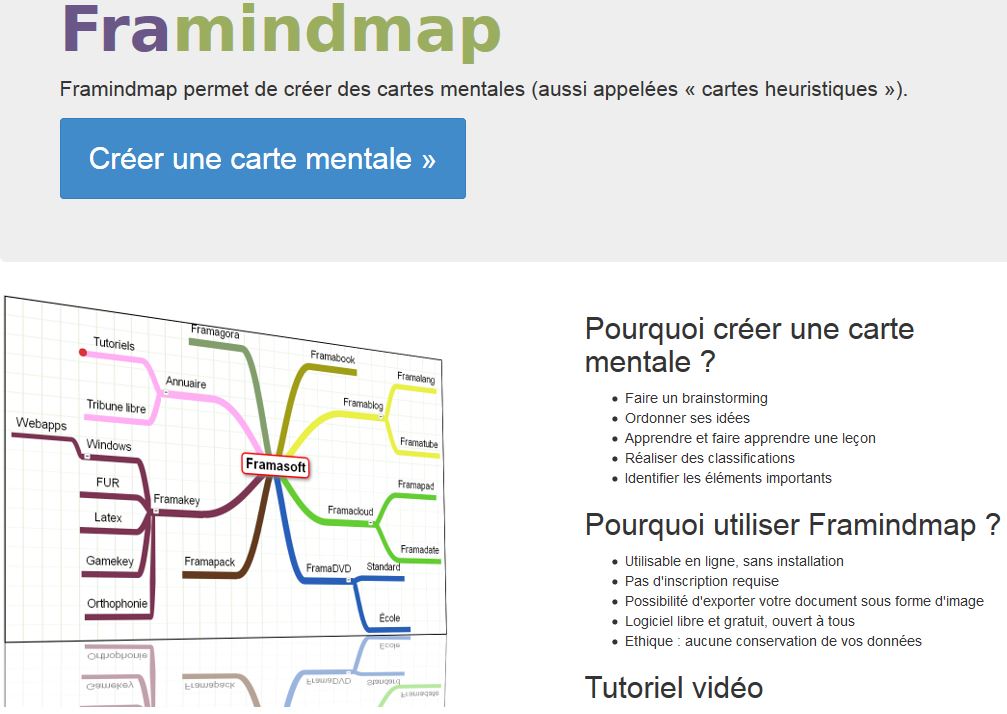 Framindmap
Framindmap permet de créer des cartes mentales (aussi appelées « cartes heuristiques »).
Créer une carte mentale »
Framagora
Tutoriels
Annuaire
Tribune libre
Webapps
Windows
FUR
Latex
Framakey
Gamekey
Framapack
Orthophonie
Framasoft
Framabook
Framalang
Framablog
Framatube
Framapad
Framacloud
Framadate
FramaDVD
Standard
École
Pourquoi créer une carte
mentale ?
Faire un brainstorming
Ordonner ses idées
Apprendre et faire apprendre une leçon
Réaliser des classifications
Identifier les éléments importants
Pourquoi utiliser Framindmap ?
Utilisable en ligne, sans installation
Pas d'inscription requise
Possibilité d'exporter votre document sous forme d'image
Logiciel libre et gratuit, ouvert à tous
Ethique : aucune conservation de vos données
Tutoriel vidéo